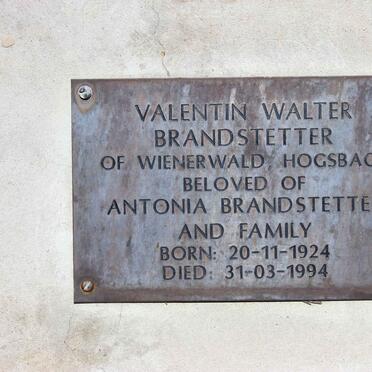 VALENTIN WALTER
BRANDSTETTER
OF WIENERWALD, HOGSBAC
BELOVED OF
ANTONIA BRANDSTETTE
AND FAMILY
BORN: 20-11-1924
DIED: 31-03-1994